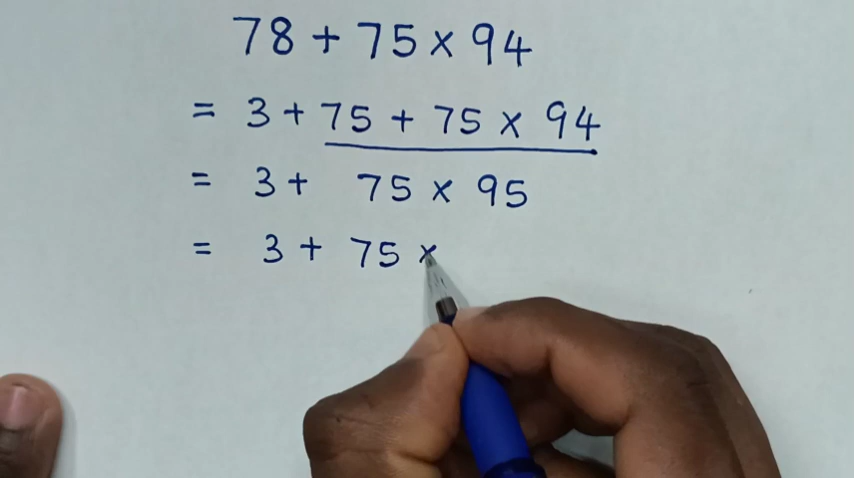 78 + 75 × 94
= 3 + 75 + 75 × 94
= 3 + 75 × 95
= 3 + 75 ×